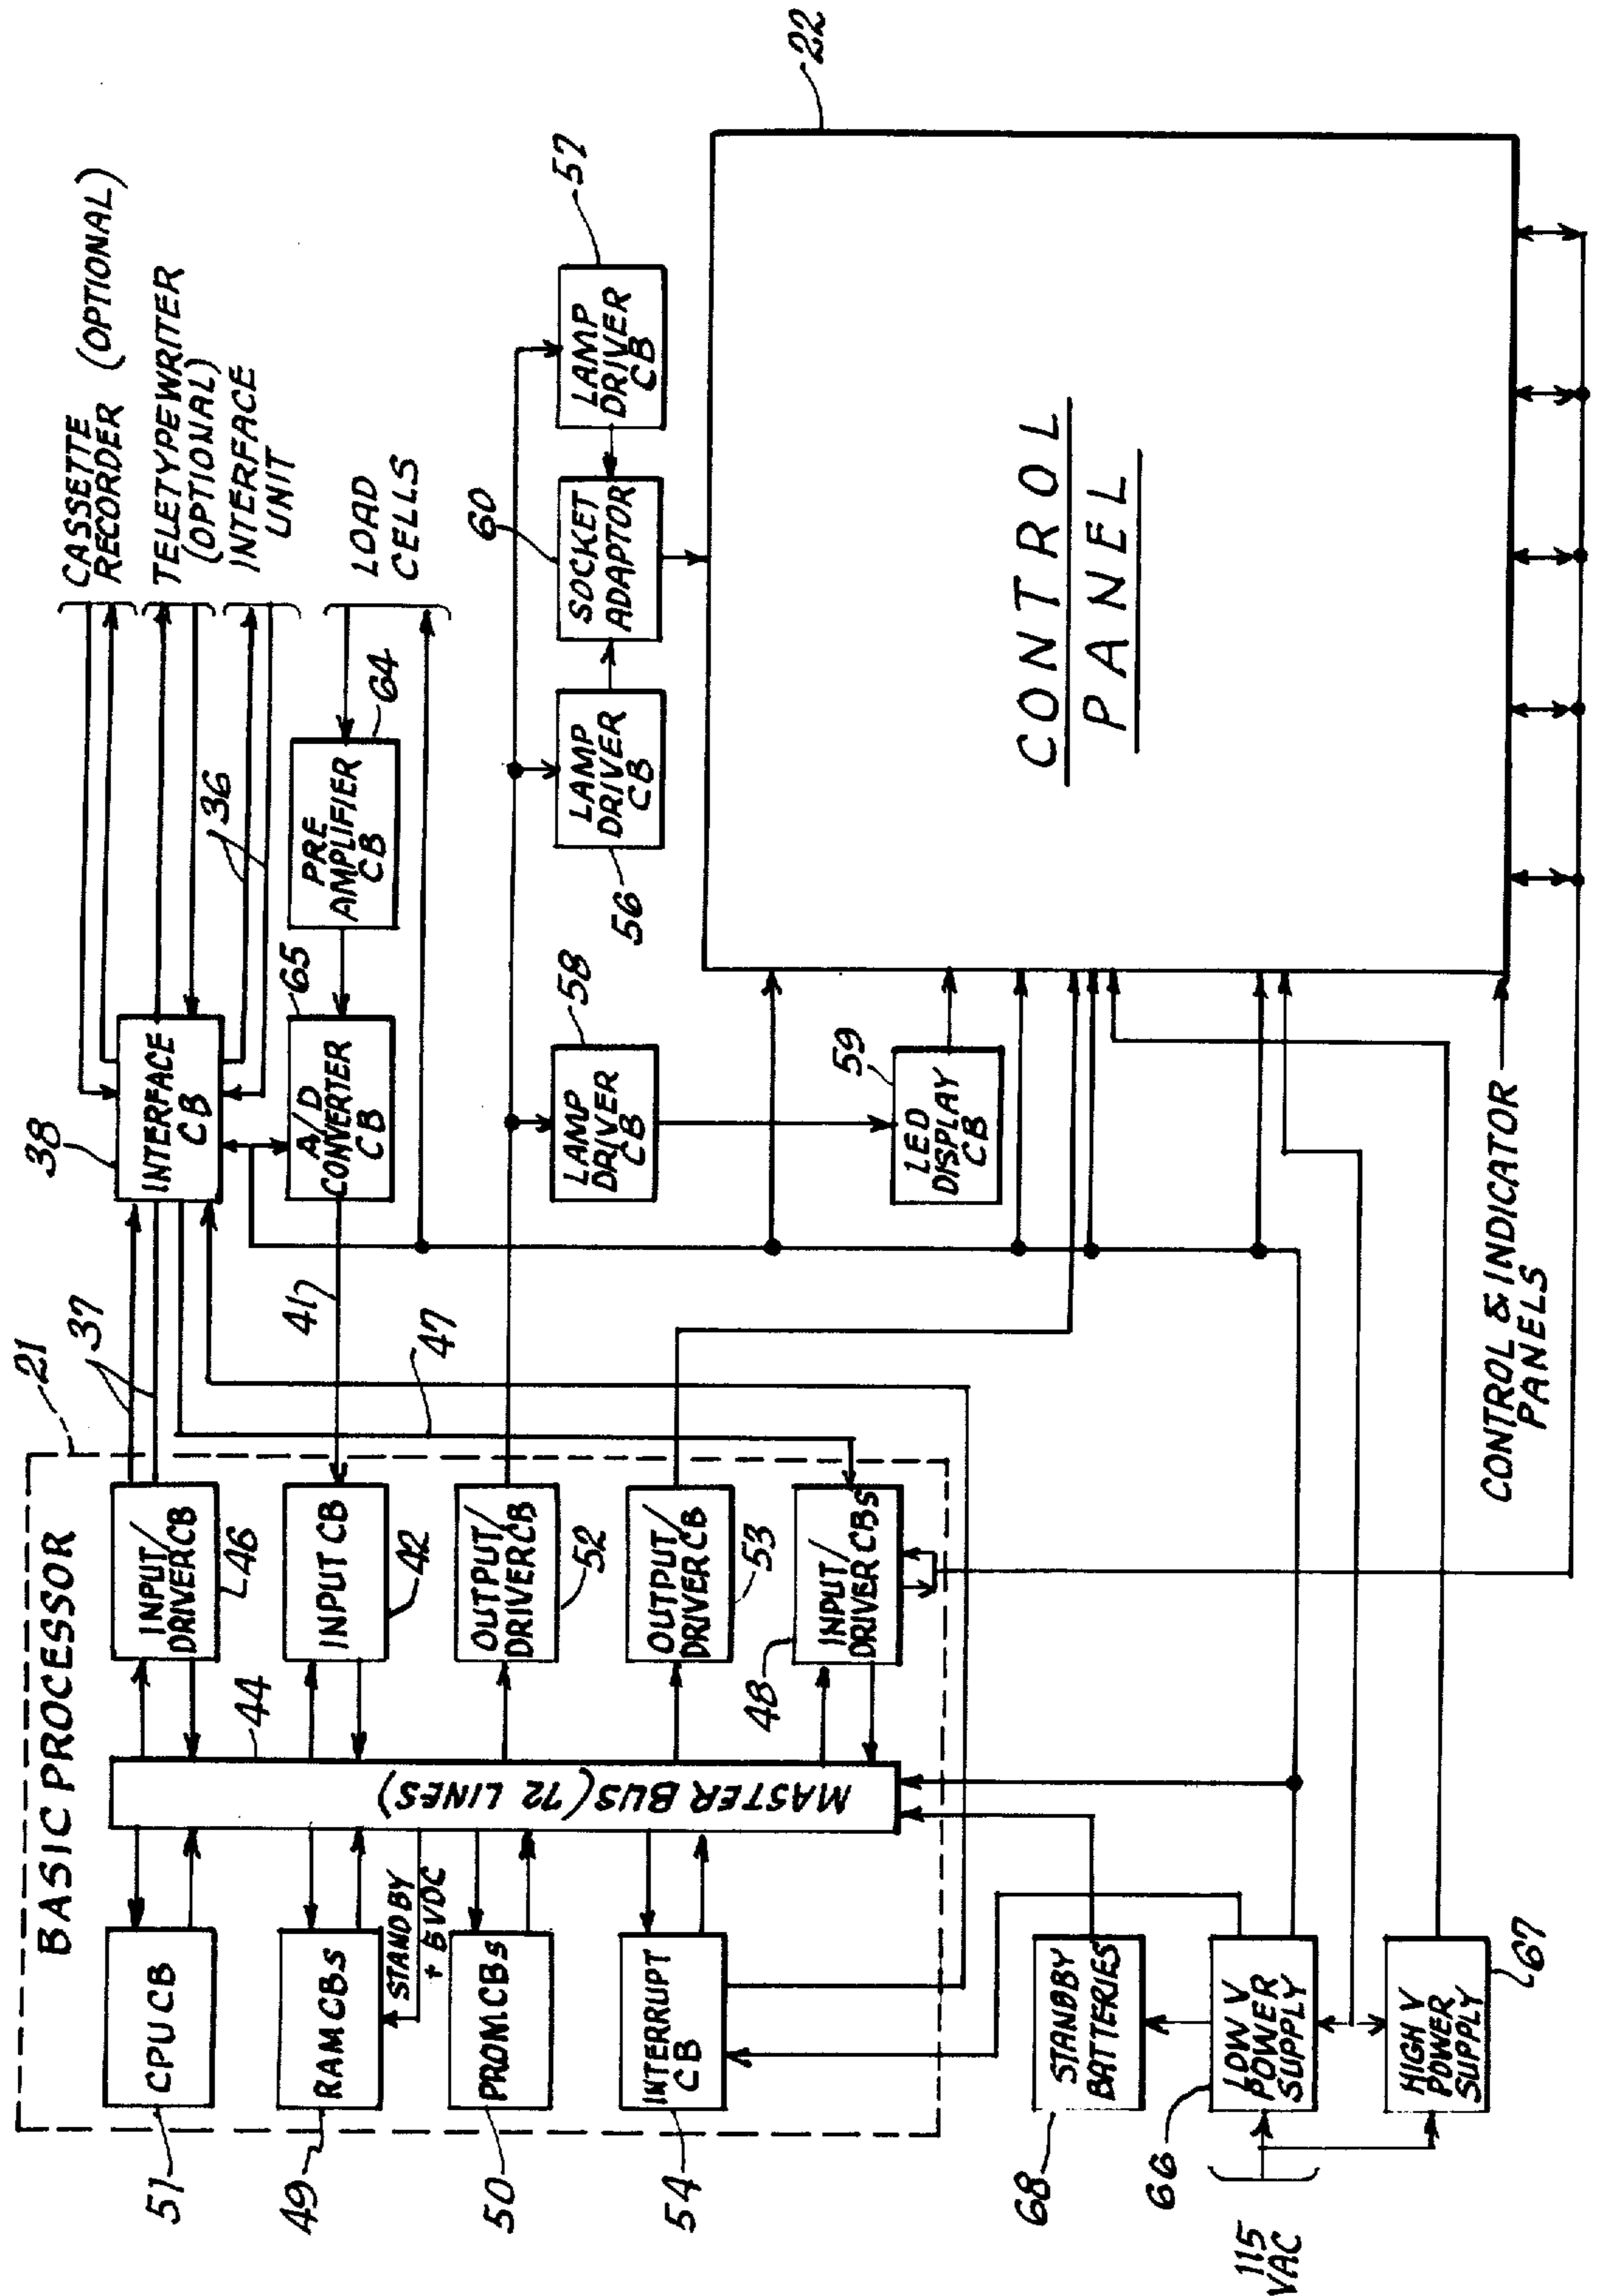 BASIC PROCESSOR
21
51
CPU CB
49
RAM CBs
STANDBY
+ 5 VDC
50
PROM CBs
54
INTERRUPT
CB
MASTER BUS (72 LINES)
44
INPUT/
DRIVER CB
46
INPUT CB
42
OUTPUT/
DRIVER CB
52
OUTPUT/
DRIVER CB
53
INPUT/
DRIVER CBs
48
37
41
47
38
INTERFACE
CB
A/D
CONVERTER
CB
65
PRE
AMPLIFIER
CB
64
36
CASSETTE
RECORDER (OPTIONAL)
TELETYPEWRITER
(OPTIONAL)
INTERFACE
UNIT
LOAD
CELLS
LAMP
DRIVER
CB
58
LAMP
DRIVER
CB
56
SOCKET
ADAPTOR
60
LAMP
DRIVER
CB
57
LED
DISPLAY
CB
59
CONTROL
PANEL
22
CONTROL & INDICATOR
PANELS
STANDBY
BATTERIES
68
LOW V
POWER
SUPPLY
66
HIGH V
POWER
SUPPLY
67
115
VAC